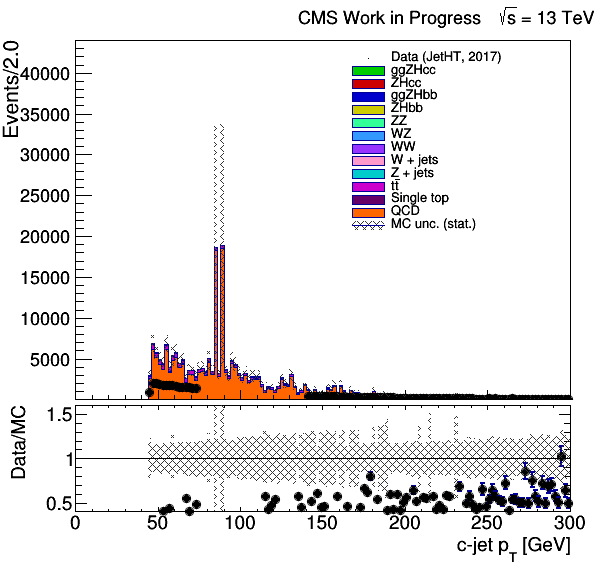 CMS Work in Progress √s = 13 TeV
Events/2.0
40000
35000
30000
25000
20000
15000
10000
5000
Data (JetHT, 2017)
ggZHcc
ZHcc
ggZHbb
ZHbb
ZZ
WZ
WW
W + jets
Z + jets
tt̄
Single top
QCD
MC unc. (stat.)
Data/MC
1.5
1
0.5
0 50 100 150 200 250 300
c-jet p_T [GeV]